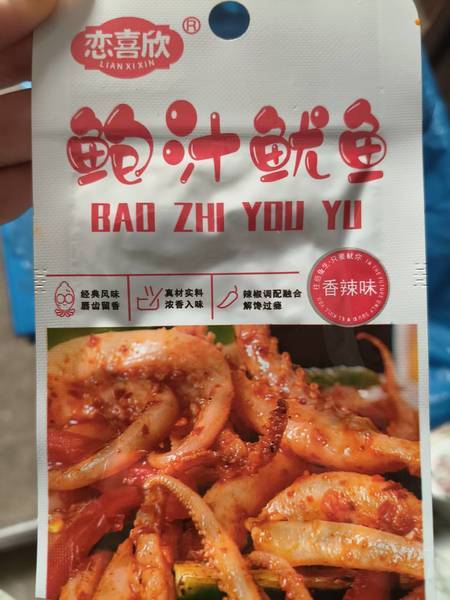 恋喜欣
®
LIANXIXIN
鲍汁鱿鱼
BAO ZHI YOU YU
经典风味
唇齿留香
真材实料
浓香入味
辣椒调配融合
解馋过瘾
香辣味